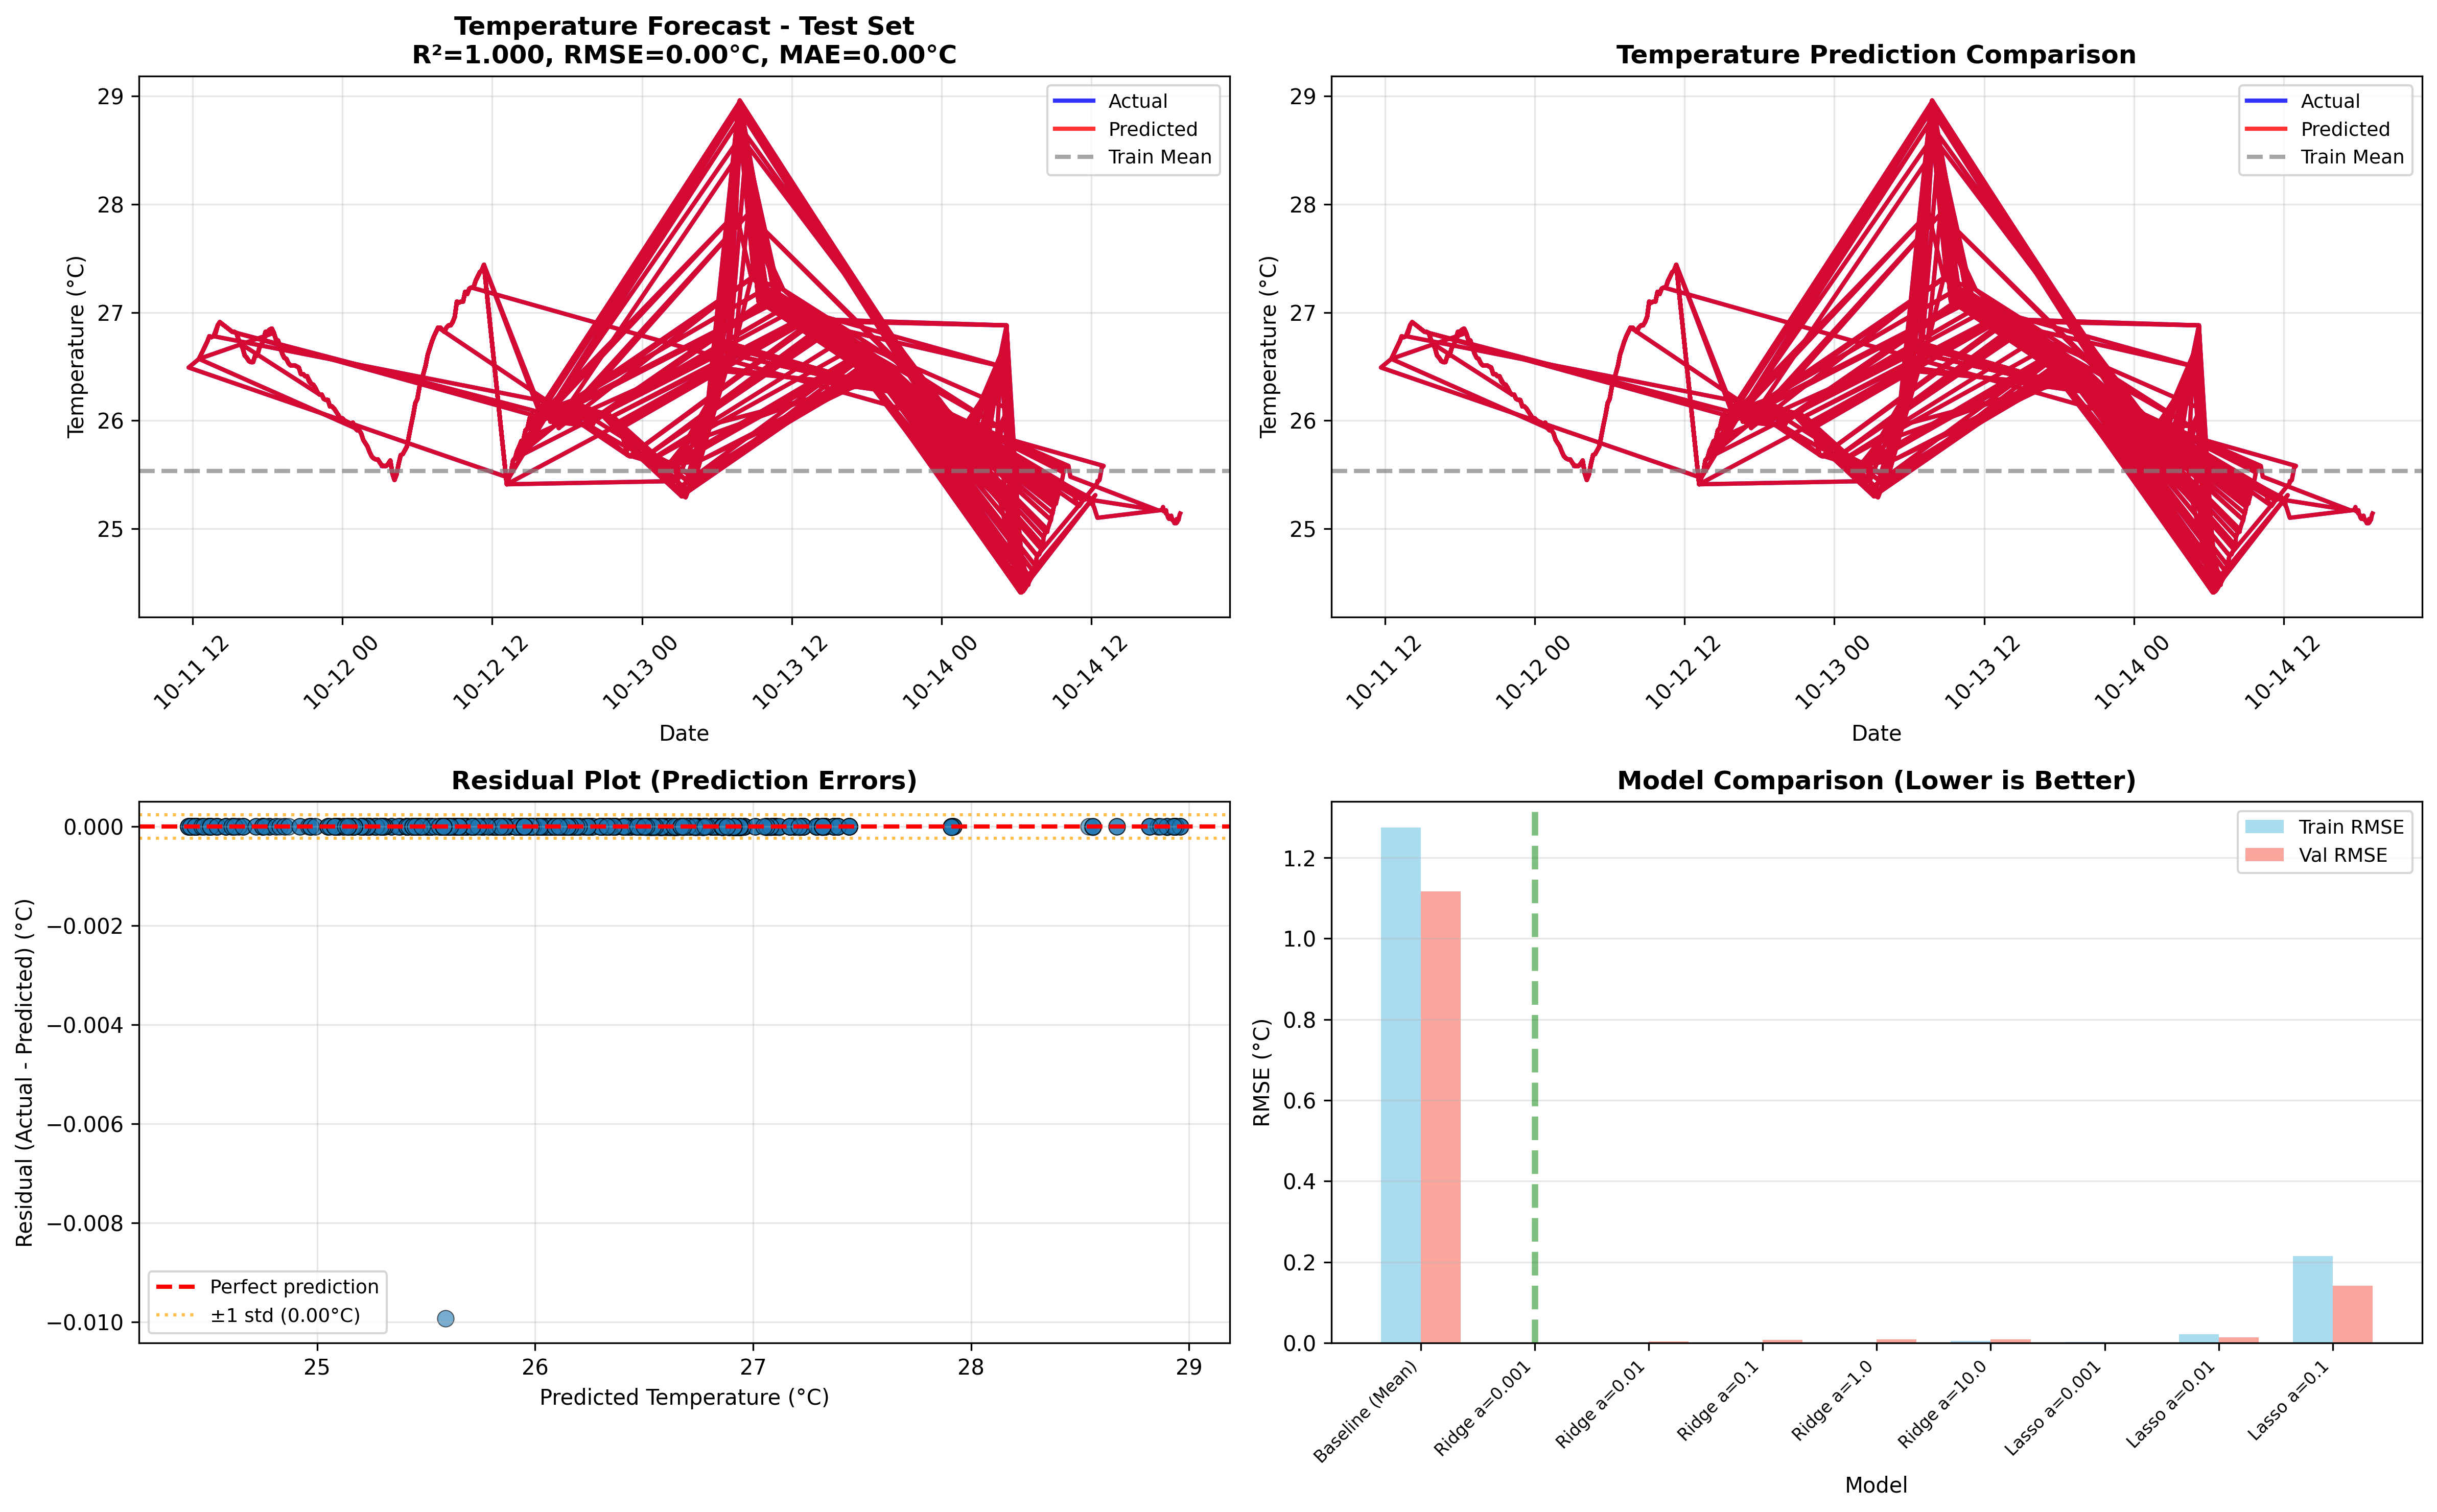 Temperature Forecast - Test Set
R²=1.000, RMSE=0.00°C, MAE=0.00°C
Temperature (°C)
29
28
27
26
25
Actual
Predicted
Train Mean
10-11 12
10-12 00
10-12 12
10-13 00
10-13 12
10-14 00
10-14 12
Date
Temperature Prediction Comparison
Temperature (°C)
29
28
27
26
25
Actual
Predicted
Train Mean
10-11 12
10-12 00
10-12 12
10-13 00
10-13 12
10-14 00
10-14 12
Date
Residual Plot (Prediction Errors)
Residual (Actual - Predicted) (°C)
0.000
−0.002
−0.004
−0.006
−0.008
−0.010
Perfect prediction
±1 std (0.00°C)
25
26
27
28
29
Predicted Temperature (°C)
Model Comparison (Lower is Better)
RMSE (°C)
1.2
1.0
0.8
0.6
0.4
0.2
0.0
Train RMSE
Val RMSE
Baseline (Mean)
Ridge a=0.001
Ridge a=0.01
Ridge a=0.1
Ridge a=1.0
Ridge a=10.0
Lasso a=0.001
Lasso a=0.01
Lasso a=0.1
Model